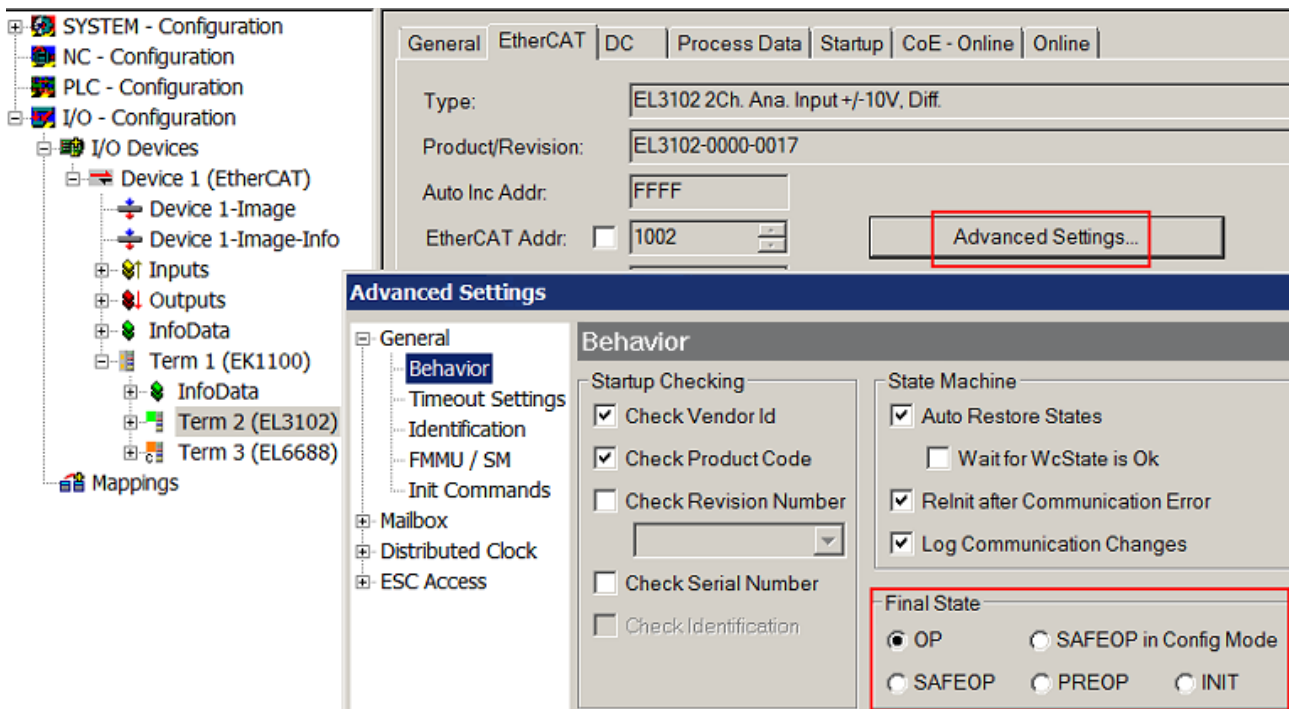 SYSTEM - Configuration
NC - Configuration
PLC - Configuration
I/O - Configuration
I/O Devices
Device 1 (EtherCAT)
Device 1-Image
Device 1-Image-Info
Inputs
Outputs
InfoData
Term 1 (EK1100)
InfoData
Term 2 (EL3102)
Term 3 (EL6688)
Mappings
General EtherCAT DC Process Data Startup CoE - Online Online
Type: EL3102 2Ch. Ana. Input +/-10V, Diff.
Product/Revision: EL3102-0000-0017
Auto Inc Addr: FFFF
EtherCAT Addr: 1002 Advanced Settings...
Advanced Settings
General
Behavior
Timeout Settings
Identification
FMMU / SM
Init Commands
Mailbox
Distributed Clock
ESC Access
Behavior
Startup Checking
Check Vendor Id
Check Product Code
Check Revision Number
Check Serial Number
Check Identification
State Machine
Auto Restore States
Wait for WcState is Ok
ReInit after Communication Error
Log Communication Changes
Final State
OP SAFEOP in Config Mode
SAFEOP PREOP INIT